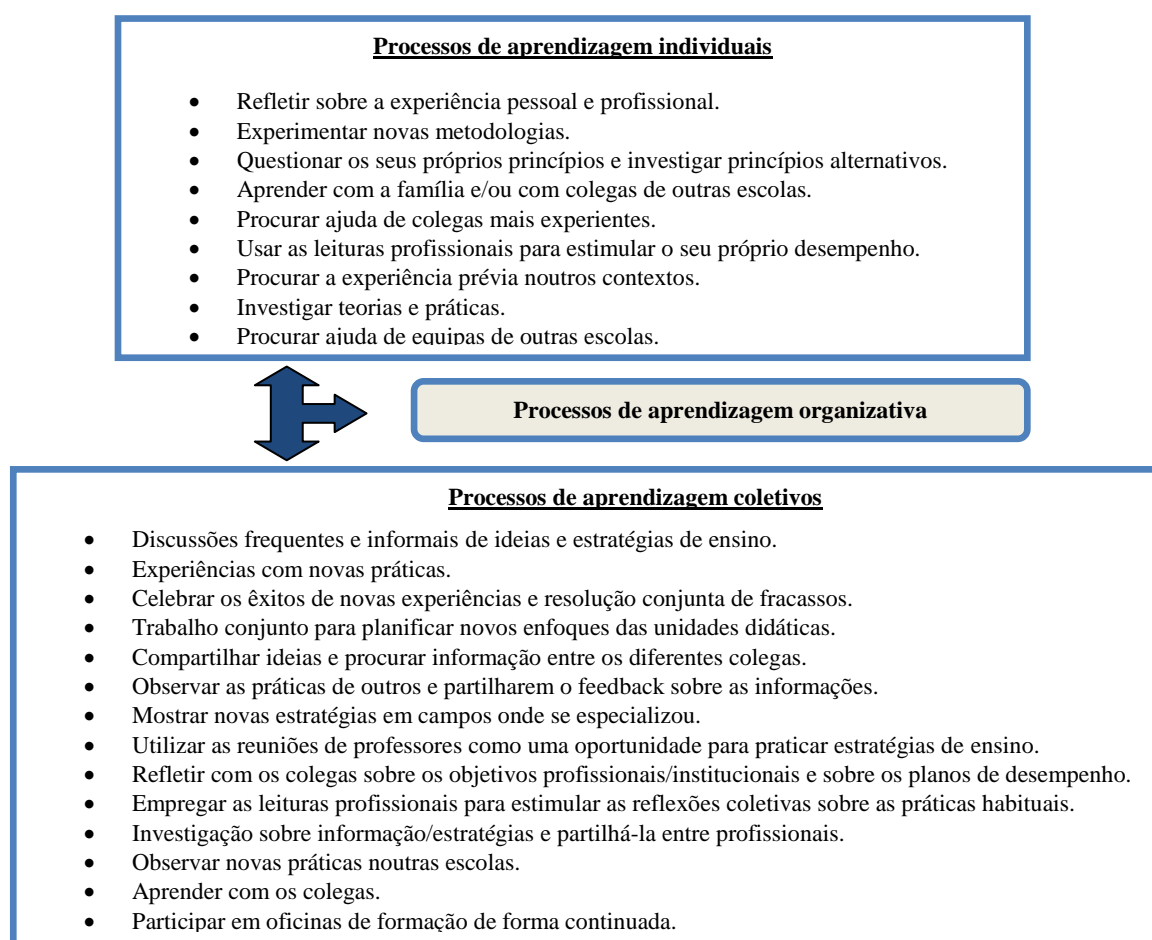 Processos de aprendizagem individuais
• Refletir sobre a experiência pessoal e profissional.
• Experimentar novas metodologias.
• Questionar os seus próprios princípios e investigar princípios alternativos.
• Aprender com a família e/ou com colegas de outras escolas.
• Procurar ajuda de colegas mais experientes.
• Usar as leituras profissionais para estimular o seu próprio desempenho.
• Procurar a experiência prévia noutros contextos.
• Investigar teorias e práticas.
• Procurar ajuda de equipas de outras escolas.
Processos de aprendizagem organizativa
Processos de aprendizagem coletivos
• Discussões frequentes e informais de ideias e estratégias de ensino.
• Experiências com novas práticas.
• Celebrar os êxitos de novas experiências e resolução conjunta de fracassos.
• Trabalho conjunto para planificar novos enfoques das unidades didáticas.
• Compartilhar ideias e procurar informação entre os diferentes colegas.
• Observar as práticas de outros e partilharem o feedback sobre as informações.
• Mostrar novas estratégias em campos onde se especializou.
• Utilizar as reuniões de professores como uma oportunidade para praticar estratégias de ensino.
• Refletir com os colegas sobre os objetivos profissionais/institucionais e sobre os planos de desempenho.
• Empregar as leituras profissionais para estimular as reflexões coletivas sobre as práticas habituais.
• Investigação sobre informação/estratégias e partilhá-la entre profissionais.
• Observar novas práticas noutras escolas.
• Aprender com os colegas.
• Participar em oficinas de formação de forma continuada.